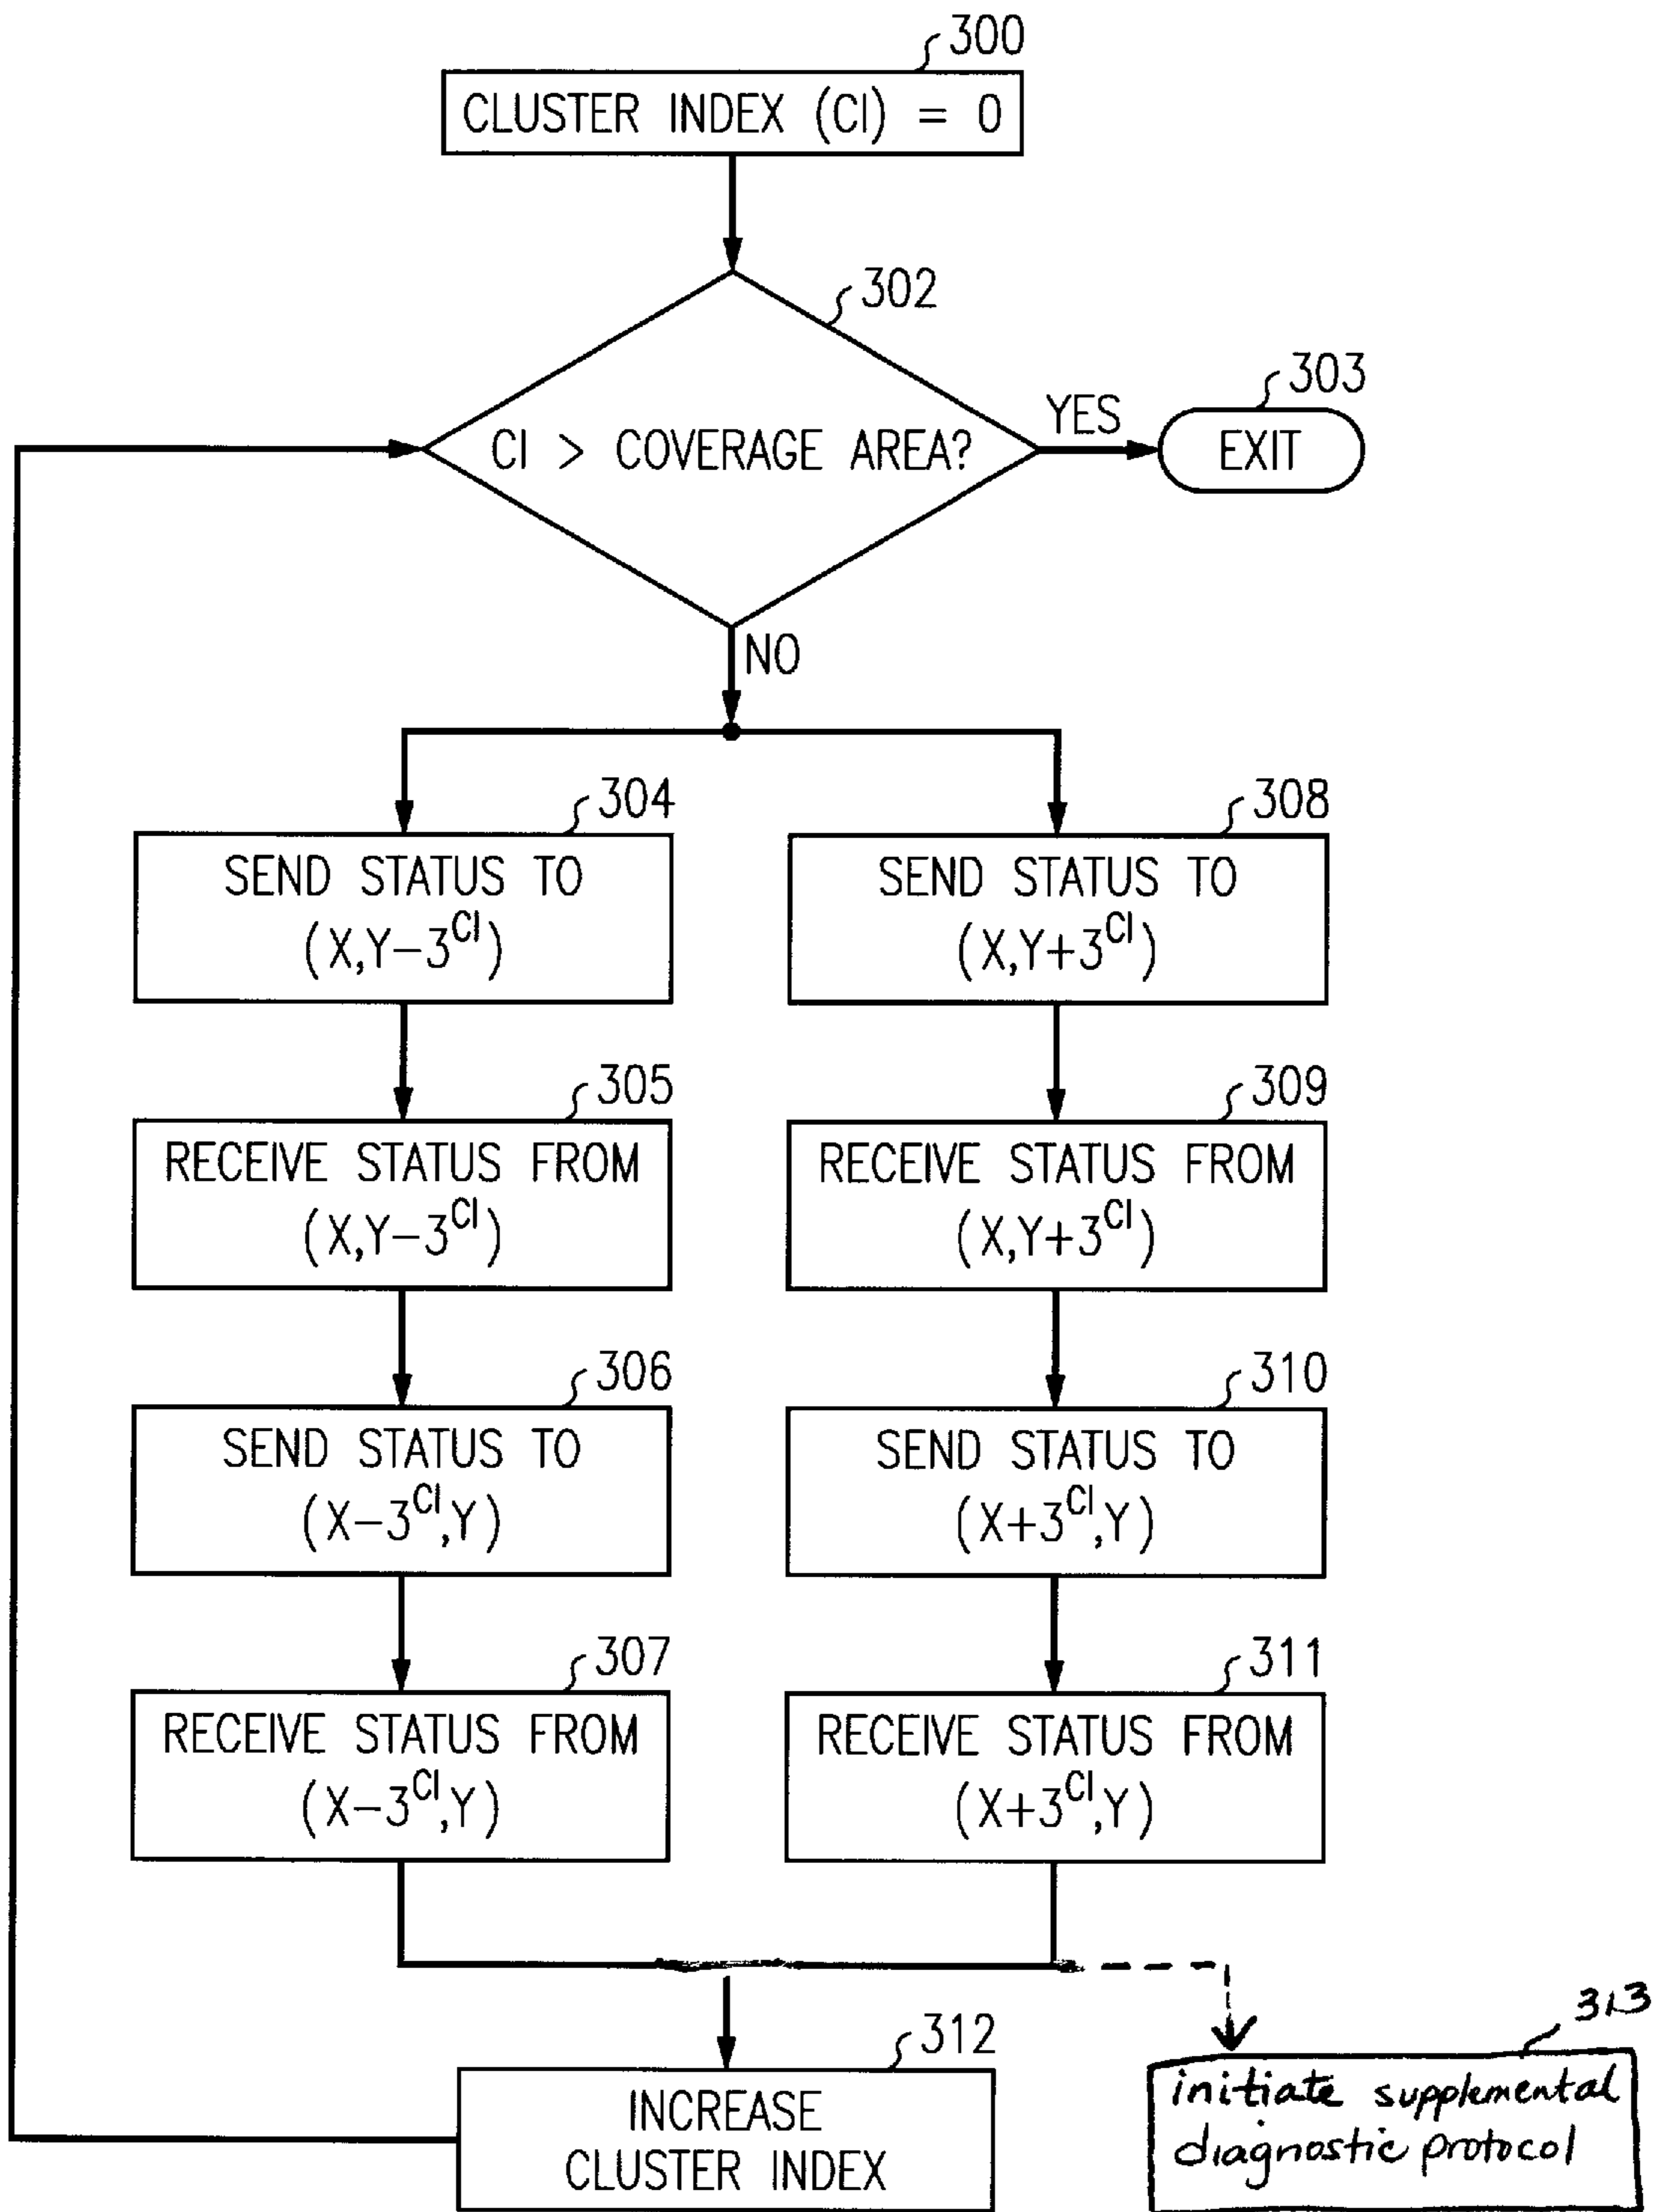 300
CLUSTER INDEX (CI) = 0
302
CI > COVERAGE AREA?
YES
303
EXIT
NO
304
SEND STATUS TO
(X,Y−3^CI)
308
SEND STATUS TO
(X,Y+3^CI)
305
RECEIVE STATUS FROM
(X,Y−3^CI)
309
RECEIVE STATUS FROM
(X,Y+3^CI)
306
SEND STATUS TO
(X−3^CI,Y)
310
SEND STATUS TO
(X+3^CI,Y)
307
RECEIVE STATUS FROM
(X−3^CI,Y)
311
RECEIVE STATUS FROM
(X+3^CI,Y)
312
INCREASE
CLUSTER INDEX
313
initiate supplemental
diagnostic protocol